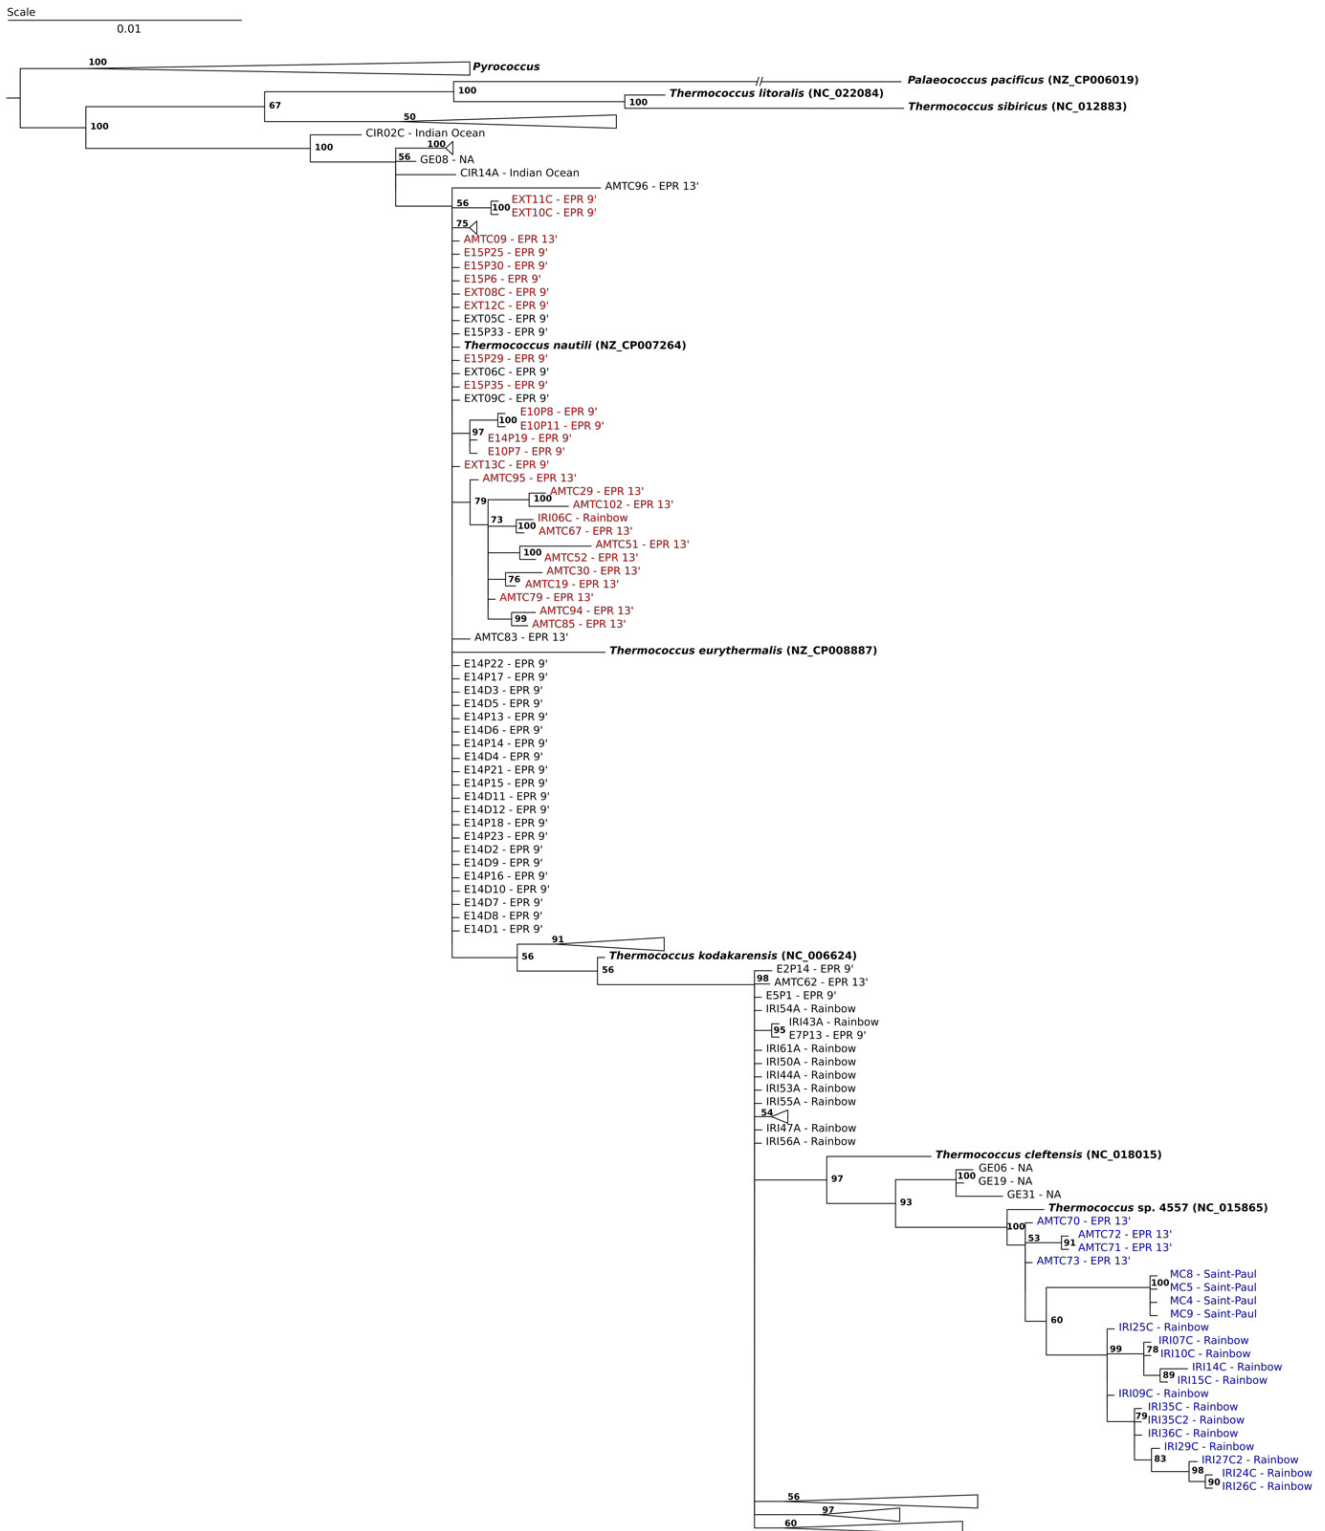 Scale
0.01
100
Pyrococcus
Palaeococcus pacificus (NZ_CP006019)
100
Thermococcus litoralis (NC_022084)
67
100
Thermococcus sibiricus (NC_012883)
50
100
CIR02C - Indian Ocean
100
100
56
GE08 - NA
CIR14A - Indian Ocean
AMTC96 - EPR 13'
56
EXT11C - EPR 9'
100
EXT10C - EPR 9'
75
AMTC09 - EPR 13'
E15P25 - EPR 9'
E15P30 - EPR 9'
E15P6 - EPR 9'
EXT08C - EPR 9'
EXT12C - EPR 9'
EXT05C - EPR 9'
E15P33 - EPR 9'
Thermococcus nautili (NZ_CP007264)
E15P29 - EPR 9'
EXT06C - EPR 9'
E15P35 - EPR 9'
EXT09C - EPR 9'
E10P8 - EPR 9'
100
E10P11 - EPR 9'
97
E14P19 - EPR 9'
E10P7 - EPR 9'
EXT13C - EPR 9'
AMTC95 - EPR 13'
AMTC29 - EPR 13'
79
100
AMTC102 - EPR 13'
73
IRI06C - Rainbow
100
AMTC67 - EPR 13'
AMTC51 - EPR 13'
100
AMTC52 - EPR 13'
AMTC30 - EPR 13'
76
AMTC19 - EPR 13'
AMTC79 - EPR 13'
AMTC94 - EPR 13'
99
AMTC85 - EPR 13'
AMTC83 - EPR 13'
Thermococcus eurythermalis (NZ_CP008887)
E14P22 - EPR 9'
E14P17 - EPR 9'
E14D3 - EPR 9'
E14D5 - EPR 9'
E14P13 - EPR 9'
E14D6 - EPR 9'
E14P14 - EPR 9'
E14D4 - EPR 9'
E14P21 - EPR 9'
E14P15 - EPR 9'
E14D11 - EPR 9'
E14D12 - EPR 9'
E14P18 - EPR 9'
E14P23 - EPR 9'
E14D2 - EPR 9'
E14D9 - EPR 9'
E14P16 - EPR 9'
E14D10 - EPR 9'
E14D7 - EPR 9'
E14D8 - EPR 9'
E14D1 - EPR 9'
91
56
Thermococcus kodakarensis (NC_006624)
56
E2P14 - EPR 9'
98
AMTC62 - EPR 13'
E5P1 - EPR 9'
IRI54A - Rainbow
IRI43A - Rainbow
95
E7P13 - EPR 9'
IRI61A - Rainbow
IRI50A - Rainbow
IRI44A - Rainbow
IRI53A - Rainbow
IRI55A - Rainbow
54
IRI47A - Rainbow
IRI56A - Rainbow
Thermococcus cleftensis (NC_018015)
97
GE06 - NA
100
GE19 - NA
GE31 - NA
93
Thermococcus sp. 4557 (NC_015865)
100
AMTC70 - EPR 13'
53
AMTC72 - EPR 13'
91
AMTC71 - EPR 13'
AMTC73 - EPR 13'
MC8 - Saint-Paul
100
MC5 - Saint-Paul
MC4 - Saint-Paul
MC9 - Saint-Paul
60
IRI25C - Rainbow
IRI07C - Rainbow
99
78
IRI10C - Rainbow
IRI14C - Rainbow
89
IRI15C - Rainbow
IRI09C - Rainbow
IRI35C - Rainbow
79
IRI35C2 - Rainbow
IRI36C - Rainbow
IRI29C - Rainbow
83
IRI27C2 - Rainbow
98
IRI24C - Rainbow
90
IRI26C - Rainbow
56
97
60